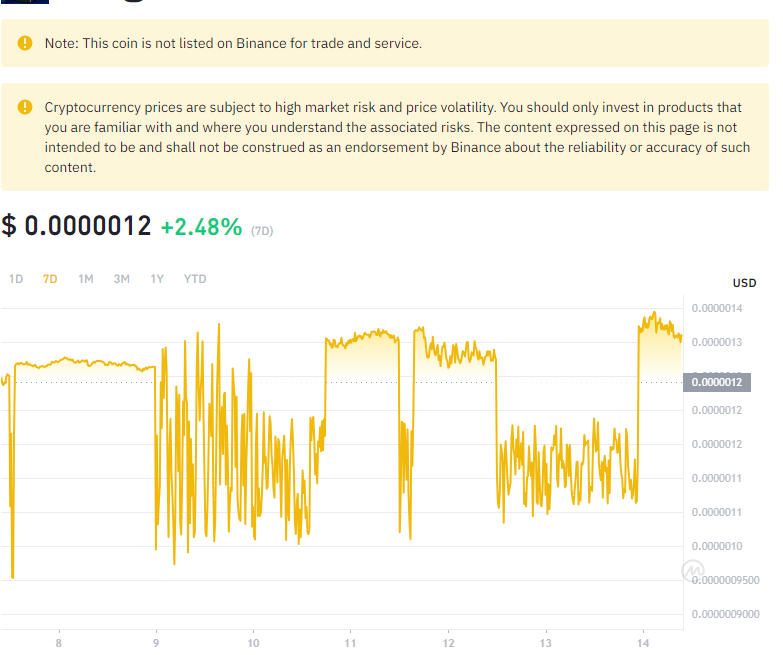 Note: This coin is not listed on Binance for trade and service.
Cryptocurrency prices are subject to high market risk and price volatility. You should only invest in products that
you are familiar with and where you understand the associated risks. The content expressed on this page is not
intended to be and shall not be construed as an endorsement by Binance about the reliability or accuracy of such
content.
$ 0.0000012 +2.48% (7D)
1D 7D 1M 3M 1Y YTD
USD
0.0000014
0.0000013
0.0000012
0.0000012
0.0000012
0.0000011
0.0000011
0.0000010
0.0000009500
0.0000009000
8 9 10 11 12 13 14